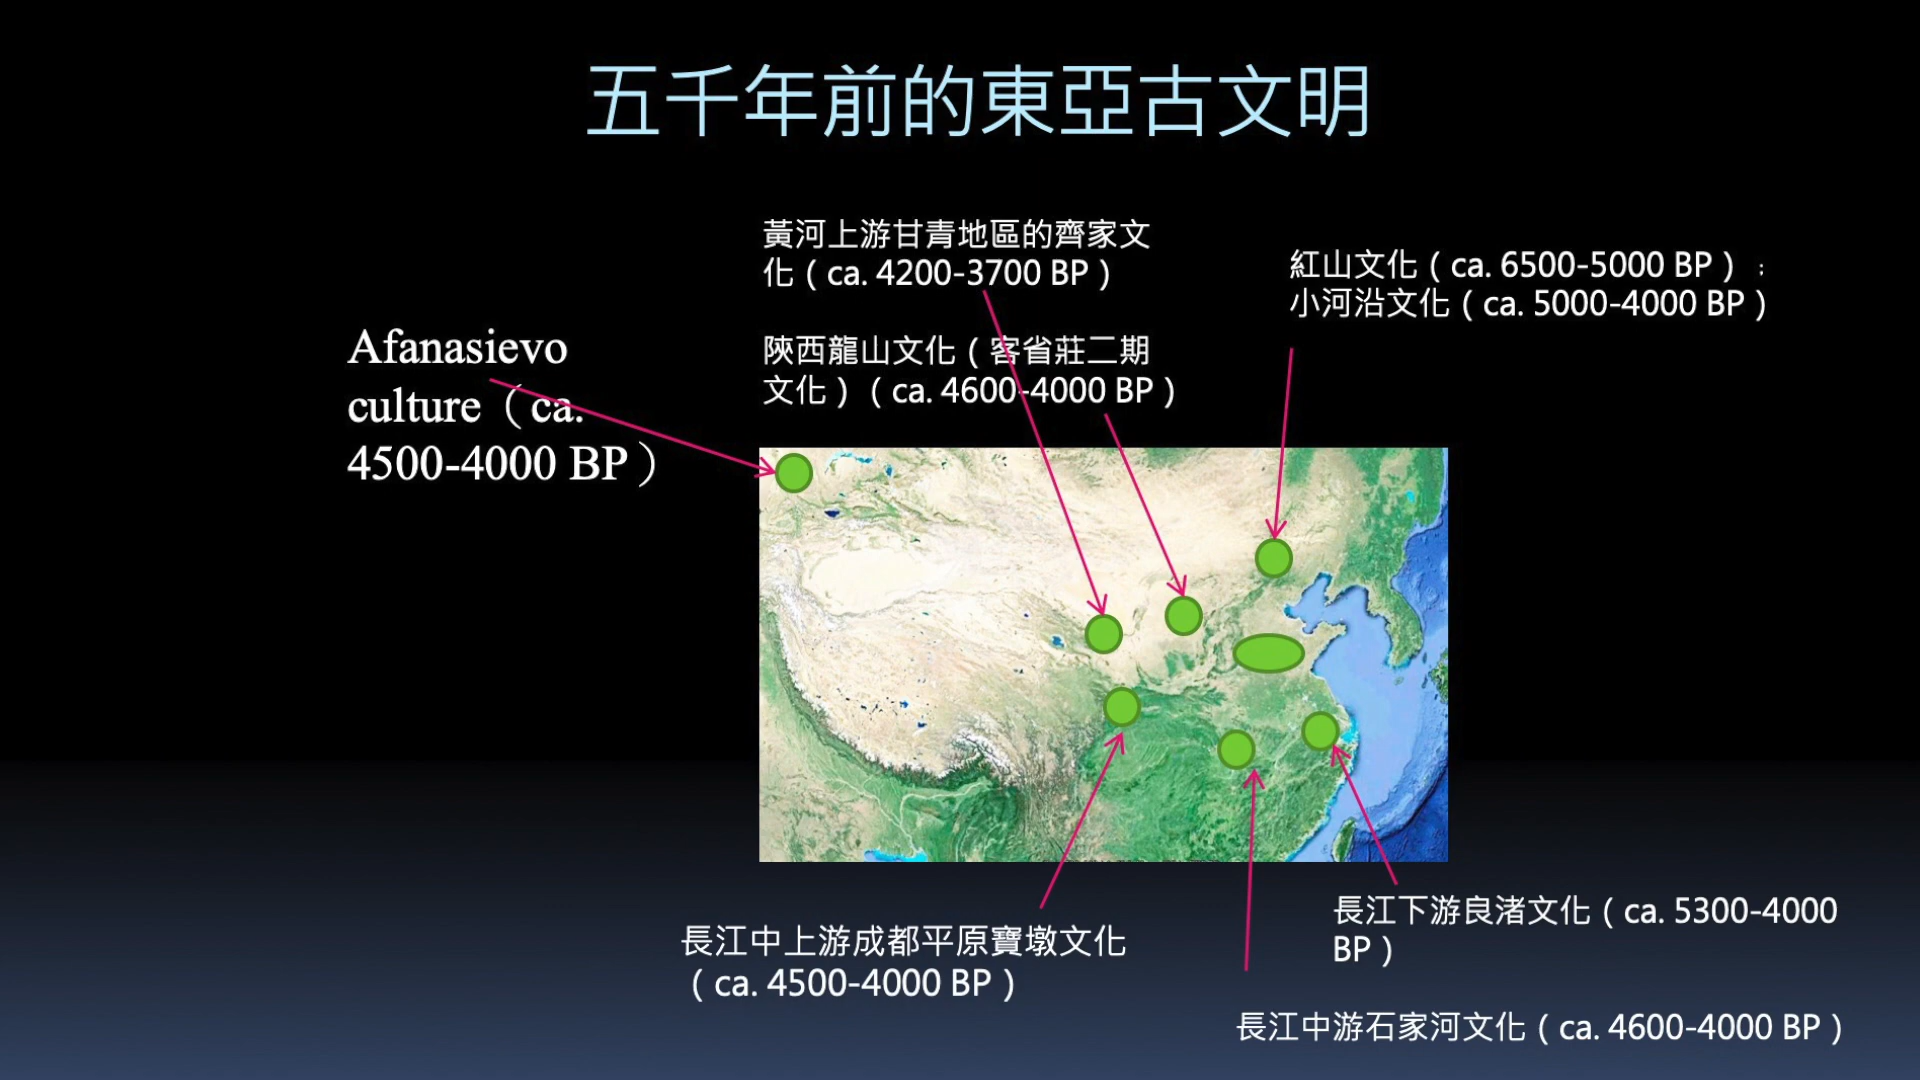 五千年前的東亞古文明
黃河上游甘青地區的齊家文
化（ca. 4200-3700 BP）
陝西龍山文化（客省莊二期
文化）（ca. 4600-4000 BP）
紅山文化（ca. 6500-5000 BP）；
小河沿文化（ca. 5000-4000 BP）
Afanasievo
culture（ca.
4500-4000 BP）
長江中上游成都平原寶墩文化
（ca. 4500-4000 BP）
長江下游良渚文化（ca. 5300-4000
BP）
長江中游石家河文化（ca. 4600-4000 BP）